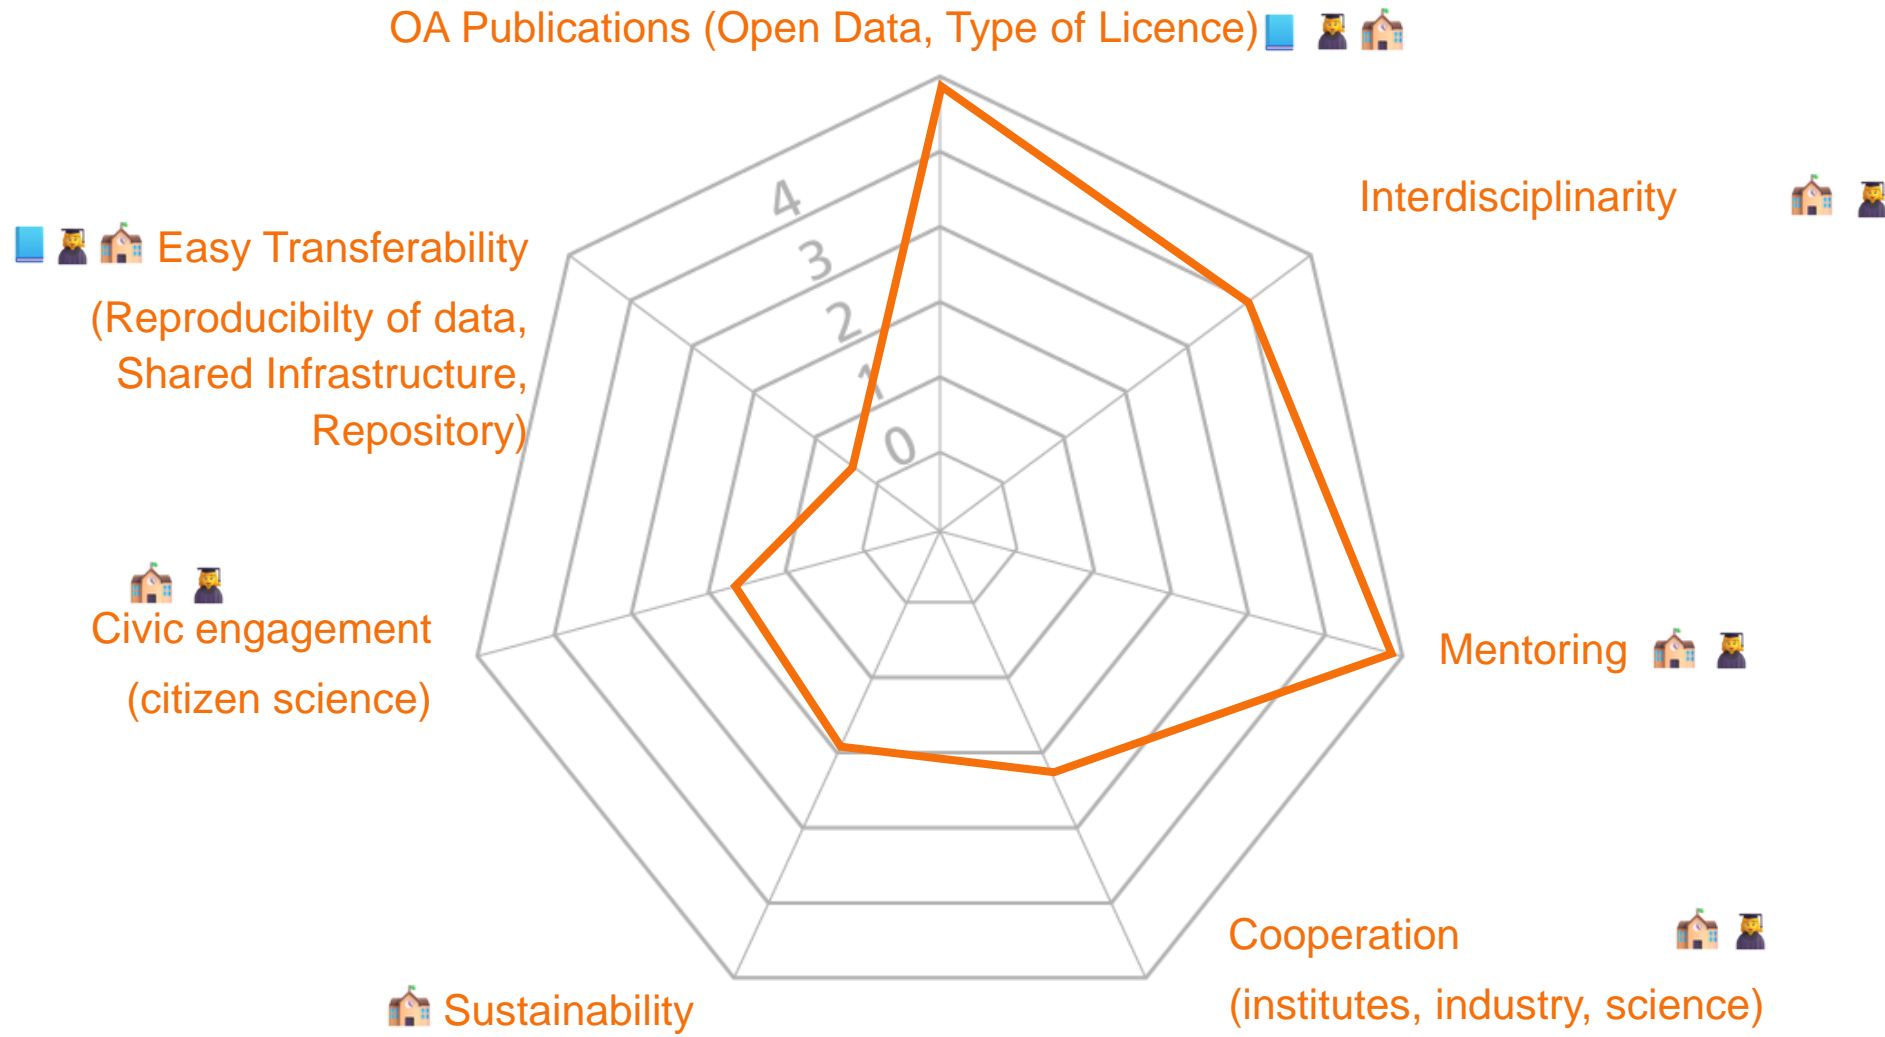 OA Publications (Open Data, Type of Licence)
Interdisciplinarity
Easy Transferability
(Reproducibilty of data,
Shared Infrastructure,
Repository)
4
3
2
1
0
Civic engagement
(citizen science)
Mentoring
Cooperation
(institutes, industry, science)
Sustainability